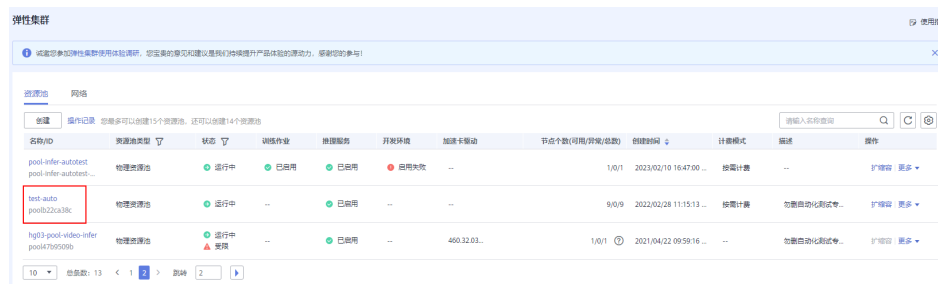 弹性集群
使用指
诚邀您参加弹性集群使用体验调研，您宝贵的意见和建议是我们持续提升产品体验的源动力，感谢您的参与！
资源池 网络
创建 操作记录 您最多可以创建15个资源池，还可以创建14个资源池 请输入名称查询
名称/ID 资源池类型 状态 训练作业 推理服务 开发环境 加速卡驱动 节点个数(可用/异常/总数) 创建时间 计费模式 描述 操作
pool-infer-autotest
pool-infer-autotest-... 物理资源池 运行中 已启用 已启用 启用失败 -- 1/0/1 2023/02/10 16:47:00 ... 按需计费 -- 扩缩容 更多
test-auto
poolb22ca38c 物理资源池 运行中 -- 已启用 -- -- 9/0/9 2022/02/28 11:15:13 ... 按需计费 勿删自动化测试专... 扩缩容 更多
hg03-pool-video-infer
pool47b9509b 物理资源池 运行中 受限 -- 已启用 -- 460.32.03... 1/0/1 2021/04/22 09:59:16 ... -- 勿删自动化测试专... 扩缩容 更多
10 总条数: 13 < 1 2 > 跳转 2